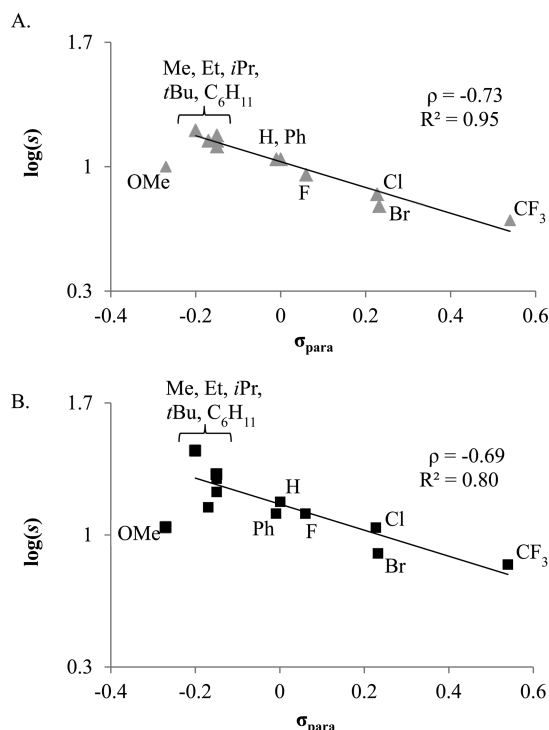 A.
1.7
Me, Et, iPr,
tBu, C₆H₁₁
ρ = -0.73
R² = 0.95
H, Ph
log(s)
1
OMe
F
Cl
Br
CF₃
0.3
-0.4 -0.2 0 0.2 0.4 0.6
σpara
B.
1.7
Me, Et, iPr,
tBu, C₆H₁₁
ρ = -0.69
R² = 0.80
H
log(s)
1
OMe
Ph
F
Cl
Br
CF₃
0.3
-0.4 -0.2 0 0.2 0.4 0.6
σpara